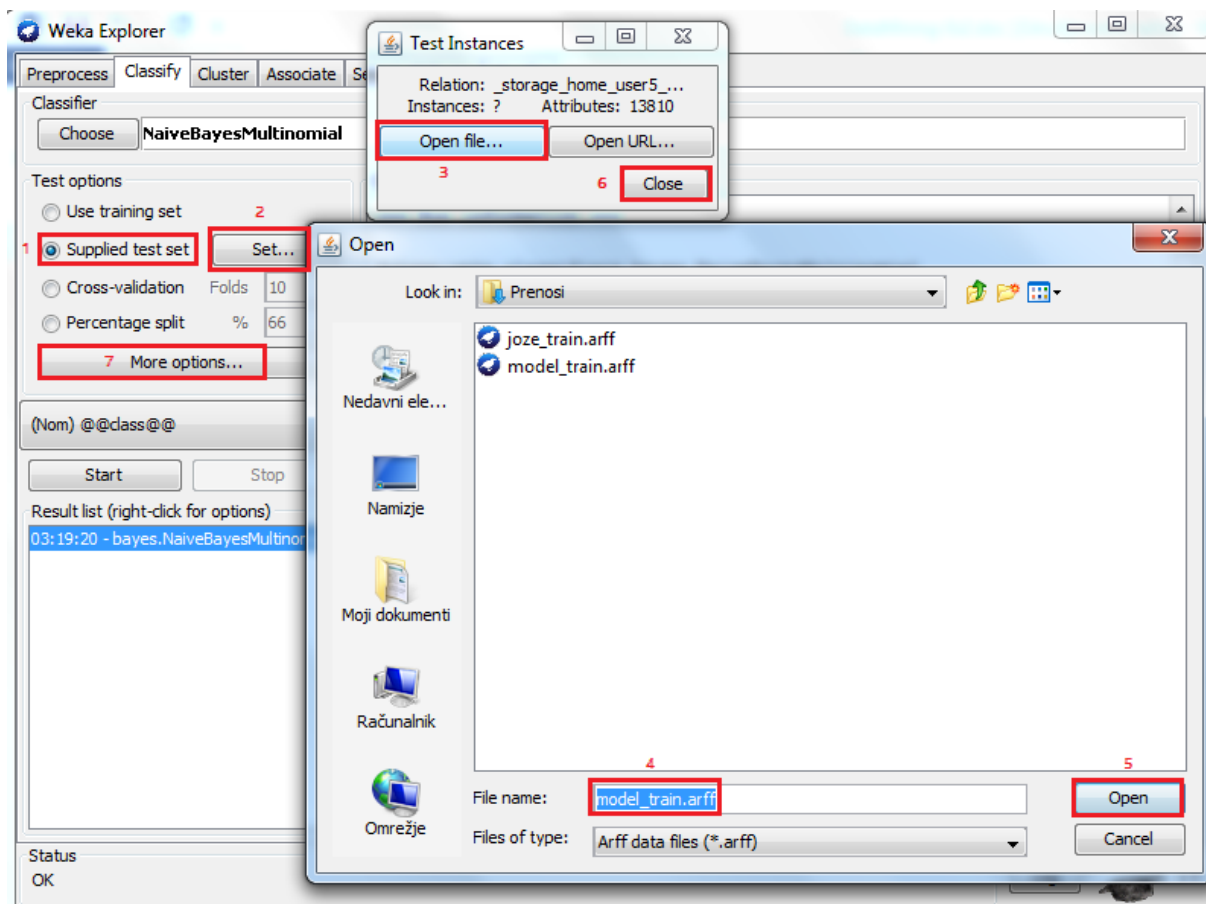 Weka Explorer
Preprocess Classify Cluster Associate Se
Classifier
Choose NaiveBayesMultinomial
Test options
Use training set 2
1 Supplied test set Set...
Cross-validation Folds 10
Percentage split % 66
7 More options...
(Nom) @@class@@
Start Stop
Result list (right-click for options)
03:19:20 - bayes.NaiveBayesMultinom
Status
OK
Test Instances
Relation: _storage_home_user5_...
Instances: ? Attributes: 13810
Open file... Open URL...
3 6 Close
Open
Look in: Prenosi
joze_train.arff
model_train.arff
Nedavni ele...
Namizje
Moji dokumenti
Računalnik
Omrežje
4 5
File name: model_train.arff Open
Files of type: Arff data files (*.arff) Cancel